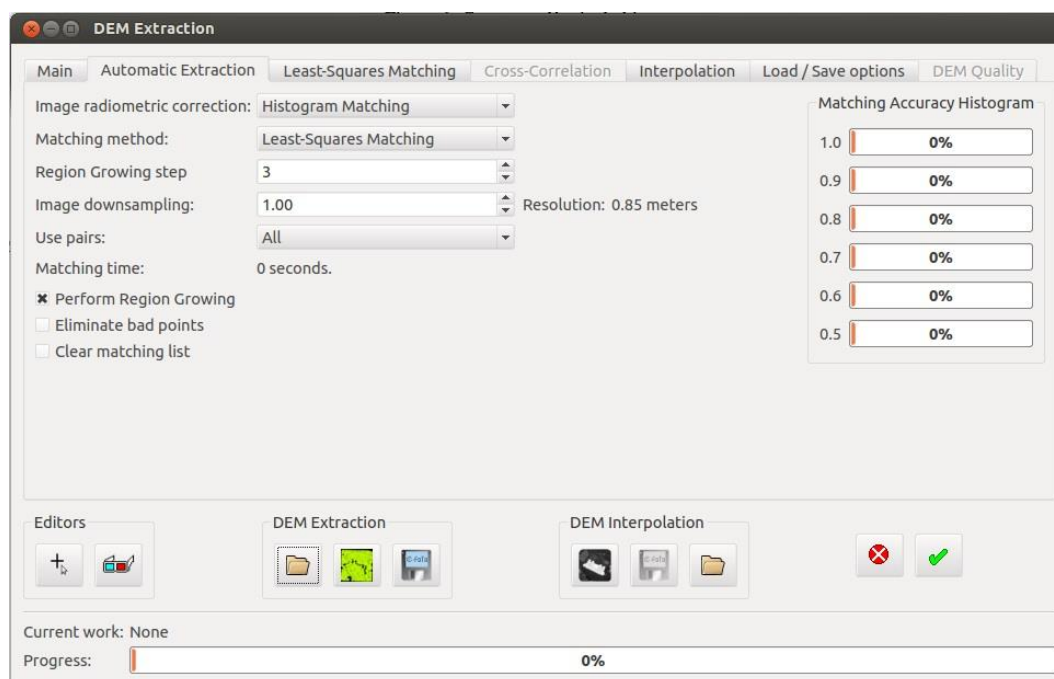 DEM Extraction
Main Automatic Extraction Least-Squares Matching Cross-Correlation Interpolation Load / Save options DEM Quality
Image radiometric correction: Histogram Matching
Matching method: Least-Squares Matching
Region Growing step 3
Image downsampling: 1.00 Resolution: 0.85 meters
Use pairs: All
Matching time: 0 seconds.
Perform Region Growing
Eliminate bad points
Clear matching list
Matching Accuracy Histogram
1.0 0%
0.9 0%
0.8 0%
0.7 0%
0.6 0%
0.5 0%
Editors DEM Extraction DEM Interpolation
Current work: None
Progress: 0%